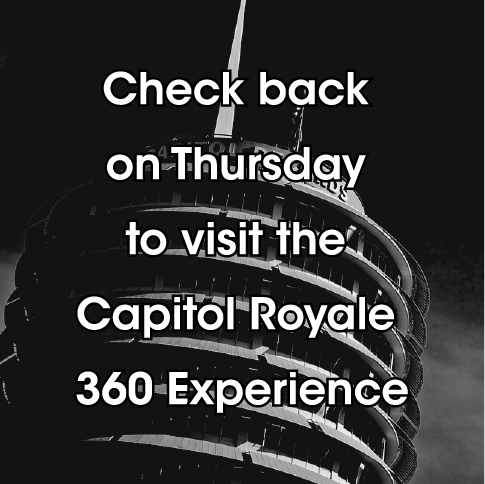 Check back
on Thursday
to visit the
Capitol Royale
360 Experience